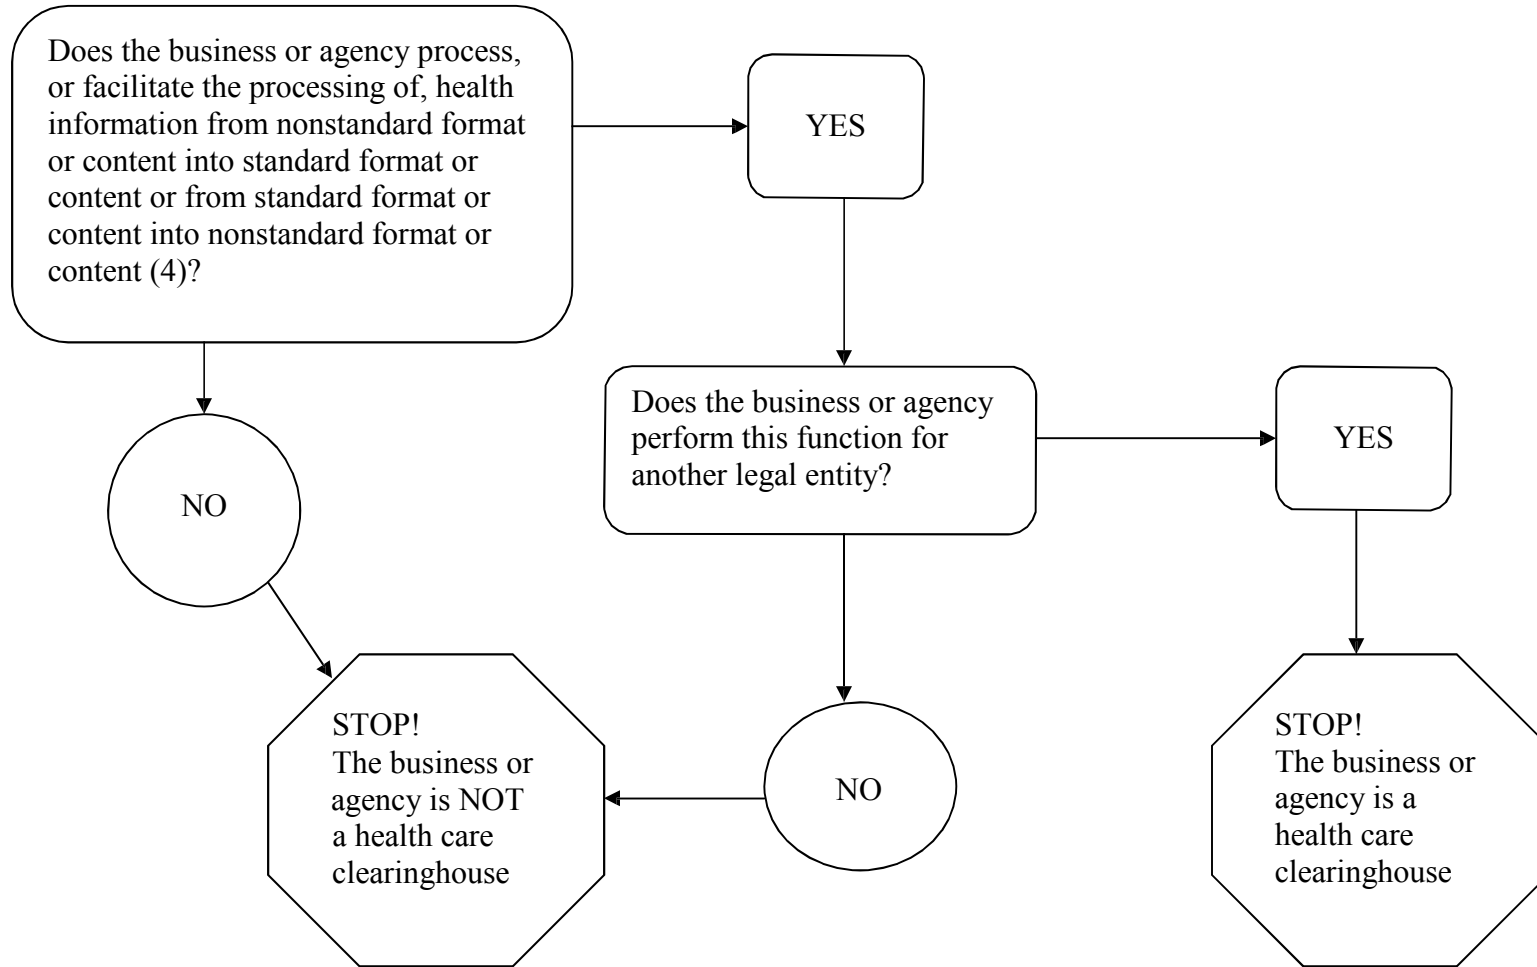 Does the business or agency process,
or facilitate the processing of, health
information from nonstandard format
or content into standard format or
content or from standard format or
content into nonstandard format or
content (4)?
YES
Does the business or agency
perform this function for
another legal entity?
YES
NO
NO
STOP!
The business or
agency is NOT
a health care
clearinghouse
STOP!
The business or
agency is a
health care
clearinghouse